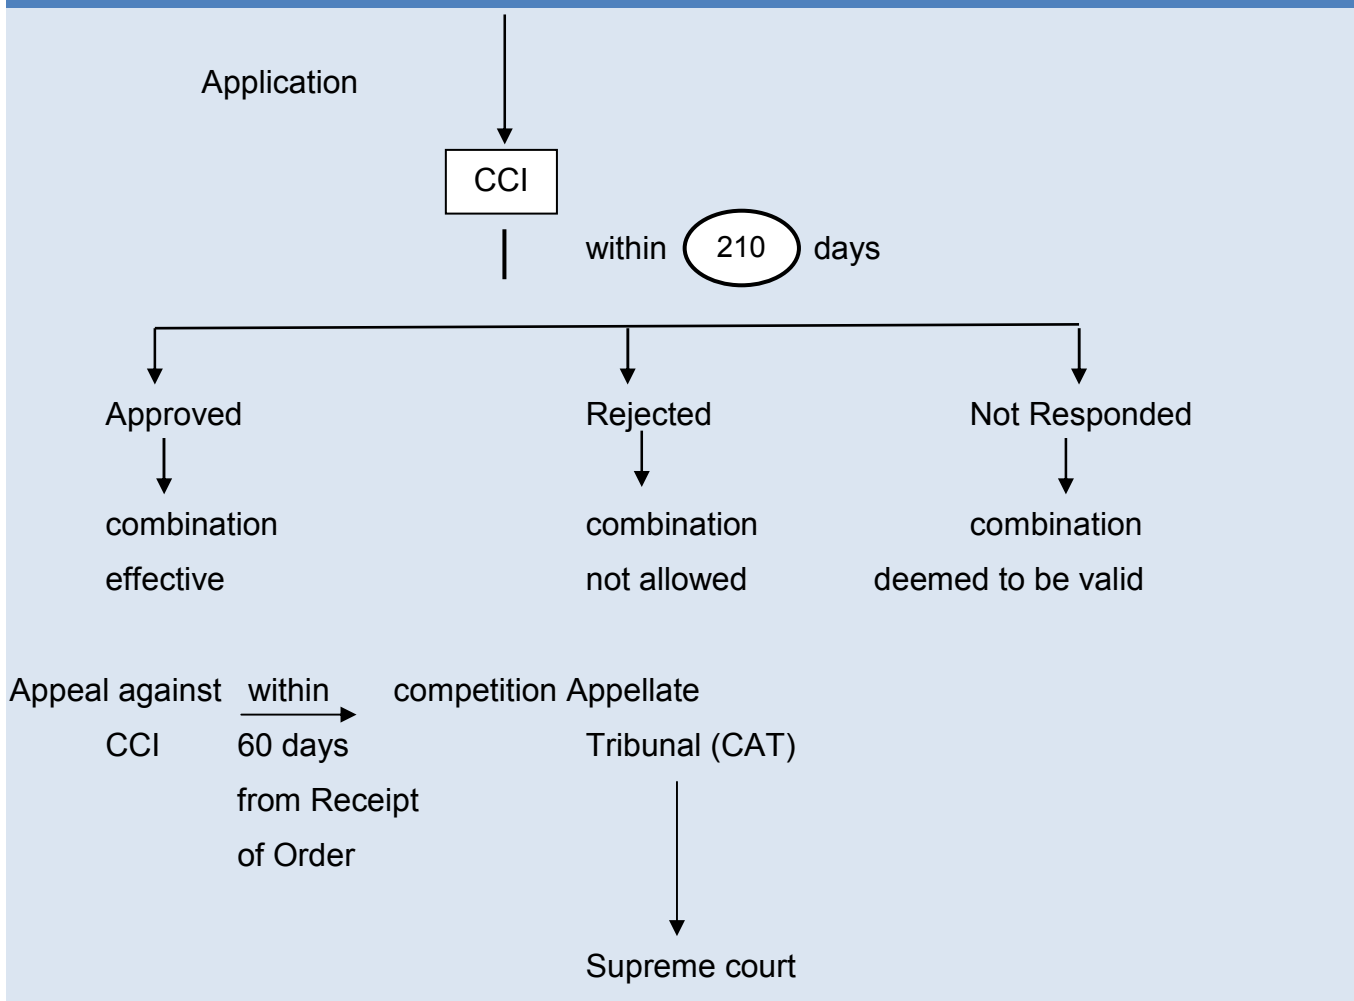 Application
CCI
within 210 days
Approved Rejected Not Responded
combination combination combination
effective not allowed deemed to be valid
Appeal against within competition Appellate
CCI 60 days Tribunal (CAT)
from Receipt
of Order
Supreme court